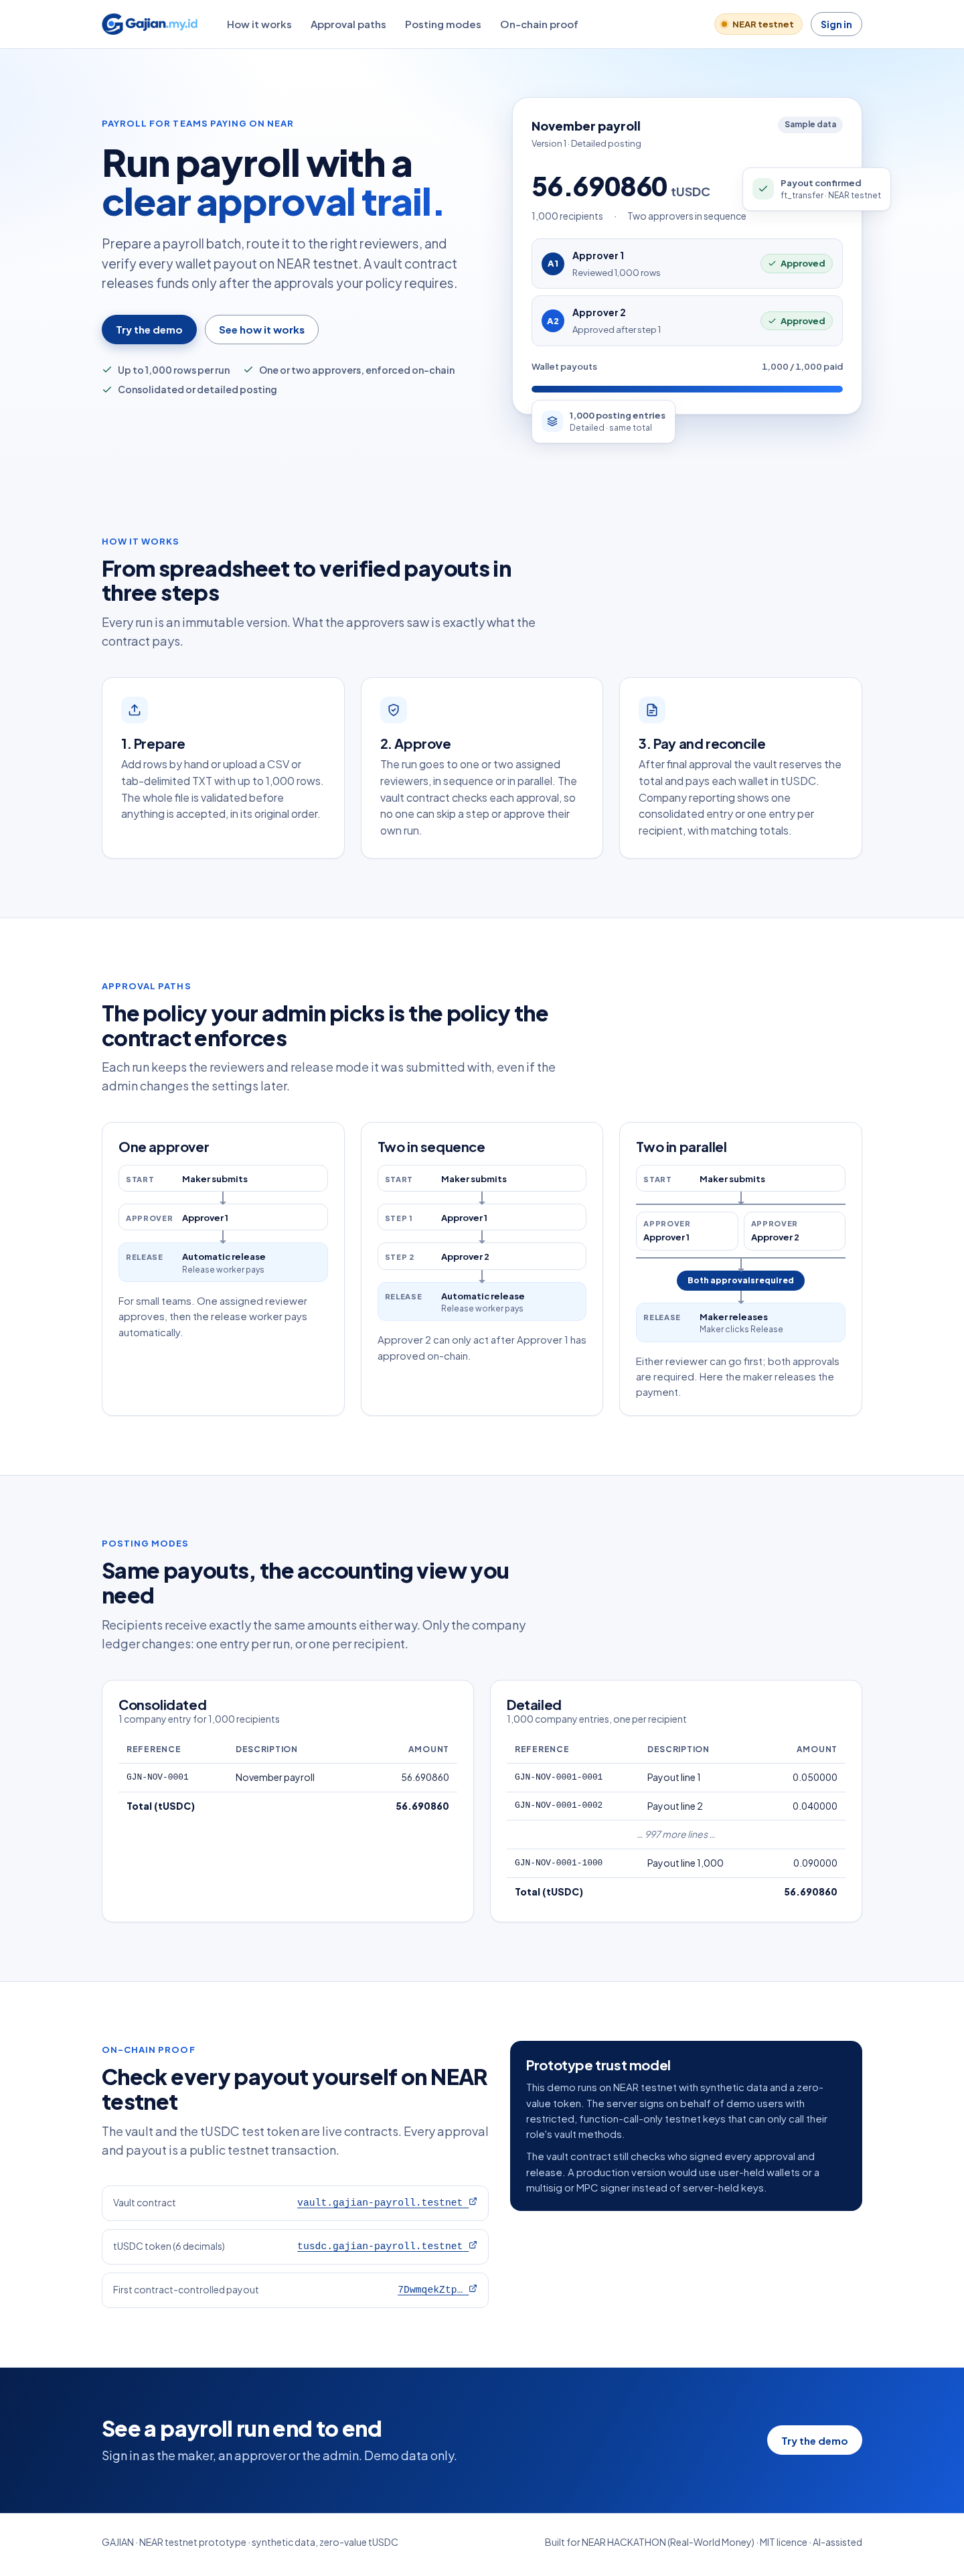 Gajian.my.id
How it works
Approval paths
Posting modes
On-chain proof
NEAR testnet
Sign in
PAYROLL FOR TEAMS PAYING ON NEAR
Run payroll with a
clear approval trail.
Prepare a payroll batch, route it to the right reviewers, and
verify every wallet payout on NEAR testnet. A vault contract
releases funds only after the approvals your policy requires.
Try the demo
See how it works
Up to 1,000 rows per run
One or two approvers, enforced on-chain
Consolidated or detailed posting
November payroll
Sample data
Version 1 · Detailed posting
56.690860 tUSDC
Payout confirmed
ft_transfer · NEAR testnet
1,000 recipients · Two approvers in sequence
A1
Approver 1
Reviewed 1,000 rows
Approved
A2
Approver 2
Approved after step 1
Approved
Wallet payouts
1,000 / 1,000 paid
1,000 posting entries
Detailed · same total
HOW IT WORKS
From spreadsheet to verified payouts in
three steps
Every run is an immutable version. What the approvers saw is exactly what the
contract pays.
1. Prepare
Add rows by hand or upload a CSV or
tab-delimited TXT with up to 1,000 rows.
The whole file is validated before
anything is accepted, in its original order.
2. Approve
The run goes to one or two assigned
reviewers, in sequence or in parallel. The
vault contract checks each approval, so
no one can skip a step or approve their
own run.
3. Pay and reconcile
After final approval the vault reserves the
total and pays each wallet in tUSDC.
Company reporting shows one
consolidated entry or one entry per
recipient, with matching totals.
APPROVAL PATHS
The policy your admin picks is the policy the
contract enforces
Each run keeps the reviewers and release mode it was submitted with, even if the
admin changes the settings later.
One approver
START
Maker submits
APPROVER
Approver 1
RELEASE
Automatic release
Release worker pays
For small teams. One assigned reviewer
approves, then the release worker pays
automatically.
Two in sequence
START
Maker submits
STEP 1
Approver 1
STEP 2
Approver 2
RELEASE
Automatic release
Release worker pays
Approver 2 can only act after Approver 1 has
approved on-chain.
Two in parallel
START
Maker submits
APPROVER
Approver 1
APPROVER
Approver 2
Both approvals required
RELEASE
Maker releases
Maker clicks Release
Either reviewer can go first; both approvals
are required. Here the maker releases the
payment.
POSTING MODES
Same payouts, the accounting view you
need
Recipients receive exactly the same amounts either way. Only the company
ledger changes: one entry per run, or one per recipient.
Consolidated
1 company entry for 1,000 recipients
REFERENCE DESCRIPTION AMOUNT
GJN-NOV-0001 November payroll 56.690860
Total (tUSDC) 56.690860
Detailed
1,000 company entries, one per recipient
REFERENCE DESCRIPTION AMOUNT
GJN-NOV-0001-0001 Payout line 1 0.050000
GJN-NOV-0001-0002 Payout line 2 0.040000
… 997 more lines …
GJN-NOV-0001-1000 Payout line 1,000 0.090000
Total (tUSDC) 56.690860
ON-CHAIN PROOF
Check every payout yourself on NEAR
testnet
The vault and the tUSDC test token are live contracts. Every approval
and payout is a public testnet transaction.
Vault contract vault.gajian-payroll.testnet
tUSDC token (6 decimals) tusdc.gajian-payroll.testnet
First contract-controlled payout 7DwmqekZtp…
Prototype trust model
This demo runs on NEAR testnet with synthetic data and a zero-
value token. The server signs on behalf of demo users with
restricted, function-call-only testnet keys that can only call their
role's vault methods.
The vault contract still checks who signed every approval and
release. A production version would use user-held wallets or a
multisig or MPC signer instead of server-held keys.
See a payroll run end to end
Sign in as the maker, an approver or the admin. Demo data only.
Try the demo
GAJIAN · NEAR testnet prototype · synthetic data, zero-value tUSDC
Built for NEAR HACKATHON (Real-World Money) · MIT licence · AI-assisted